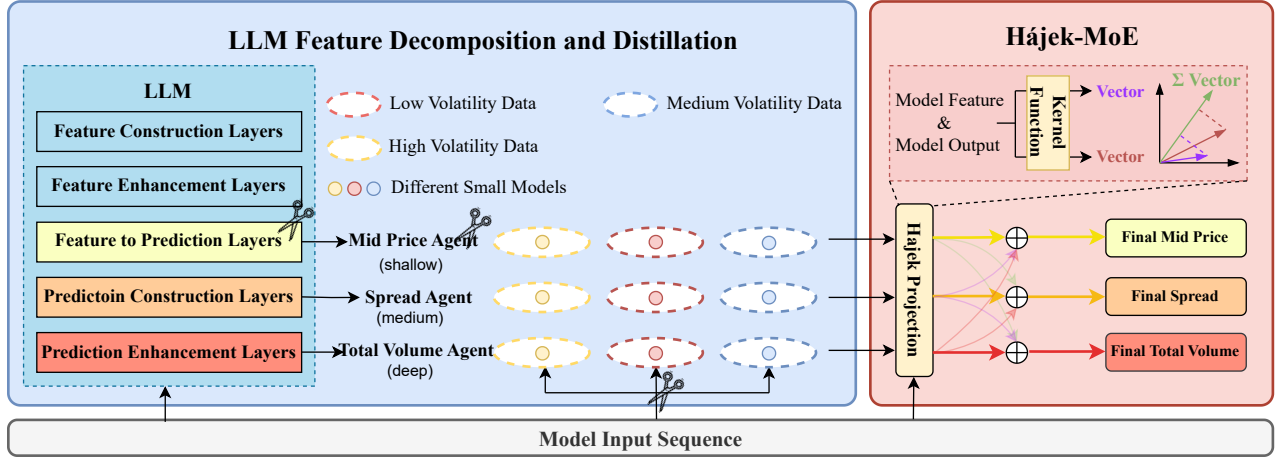 LLM Feature Decomposition and Distillation
LLM
Feature Construction Layers
Feature Enhancement Layers
Feature to Prediction Layers
Predictoin Construction Layers
Prediction Enhancement Layers
Low Volatility Data
Medium Volatility Data
High Volatility Data
Different Small Models
Mid Price Agent
(shallow)
Spread Agent
(medium)
Total Volume Agent
(deep)
Hájek-MoE
Model Feature
&
Model Output
Kernel
Function
Vector
Vector
Σ Vector
Hajek Projection
Final Mid Price
Final Spread
Final Total Volume
Model Input Sequence